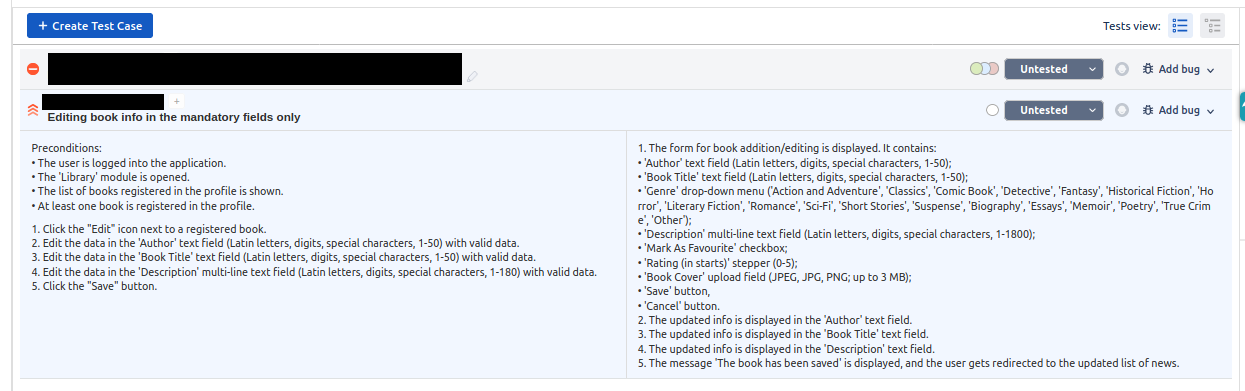 + Create Test Case
Tests view:
Untested
Add bug
+
Editing book info in the mandatory fields only
Untested
Add bug
Preconditions:
• The user is logged into the application.
• The 'Library' module is opened.
• The list of books registered in the profile is shown.
• At least one book is registered in the profile.
1. Click the "Edit" icon next to a registered book.
2. Edit the data in the 'Author' text field (Latin letters, digits, special characters, 1-50) with valid data.
3. Edit the data in the 'Book Title' text field (Latin letters, digits, special characters, 1-50) with valid data.
4. Edit the data in the 'Description' multi-line text field (Latin letters, digits, special characters, 1-180) with valid data.
5. Click the "Save" button.
1. The form for book addition/editing is displayed. It contains:
• 'Author' text field (Latin letters, digits, special characters, 1-50);
• 'Book Title' text field (Latin letters, digits, special characters, 1-50);
• 'Genre' drop-down menu ('Action and Adventure', 'Classics', 'Comic Book', 'Detective', 'Fantasy', 'Historical Fiction', 'Ho
rror', 'Literary Fiction', 'Romance', 'Sci-Fi', 'Short Stories', 'Suspense', 'Biography', 'Essays', 'Memoir', 'Poetry', 'True Crim
e', 'Other');
• 'Description' multi-line text field (Latin letters, digits, special characters, 1-1800);
• 'Mark As Favourite' checkbox;
• 'Rating (in starts)' stepper (0-5);
• 'Book Cover' upload field (JPEG, JPG, PNG; up to 3 MB);
• 'Save' button,
• 'Cancel' button.
2. The updated info is displayed in the 'Author' text field.
3. The updated info is displayed in the 'Book Title' text field.
4. The updated info is displayed in the 'Description' text field.
5. The message 'The book has been saved' is displayed, and the user gets redirected to the updated list of news.